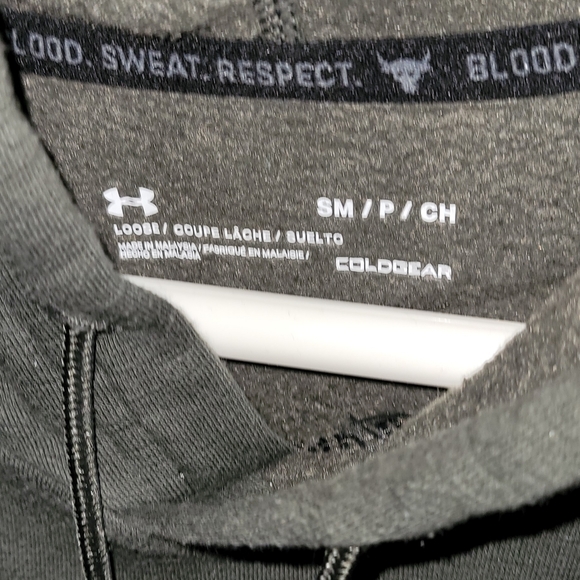 LOOD. SWEAT. RESPECT. BLOOD
SM / P / CH
LOOSE / COUPE LÂCHE / SUELTO
MADE IN MALAYSIA / FABRIQUÉ EN MALAISIE /
HECHO EN MALASIA
COLDGEAR